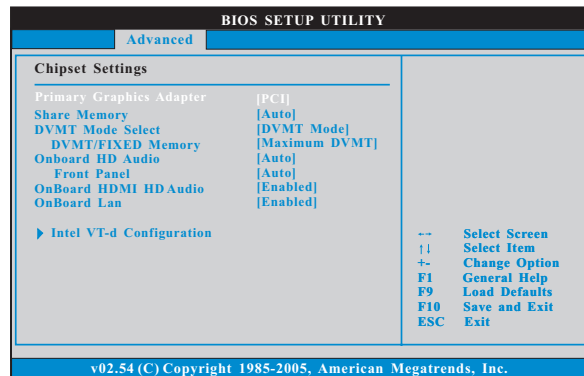 BIOS SETUP UTILITY
Advanced
Chipset Settings
Primary Graphics Adapter [PCI]
Share Memory [Auto]
DVMT Mode Select [DVMT Mode]
DVMT/FIXED Memory [Maximum DVMT]
Onboard HD Audio [Auto]
Front Panel [Auto]
OnBoard HDMI HD Audio [Enabled]
OnBoard Lan [Enabled]
Intel VT-d Configuration
←→ Select Screen
↑↓ Select Item
+- Change Option
F1 General Help
F9 Load Defaults
F10 Save and Exit
ESC Exit
v02.54 (C) Copyright 1985-2005, American Megatrends, Inc.